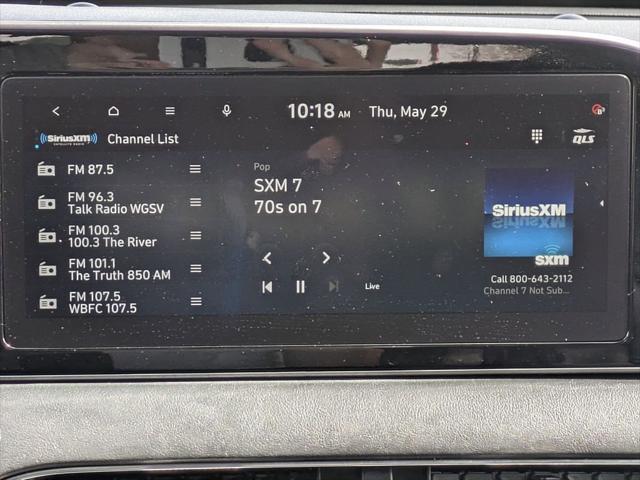 10:18 AM Thu, May 29
SiriusXM Channel List
SATELLITE RADIO
QLS
FM 87.5
FM 96.3
Talk Radio WGSV
FM 100.3
100.3 The River
FM 101.1
The Truth 850 AM
FM 107.5
WBFC 107.5
Pop
SXM 7
70s on 7
Live
SiriusXM
sxm
Call 800-643-2112
Channel 7 Not Sub...